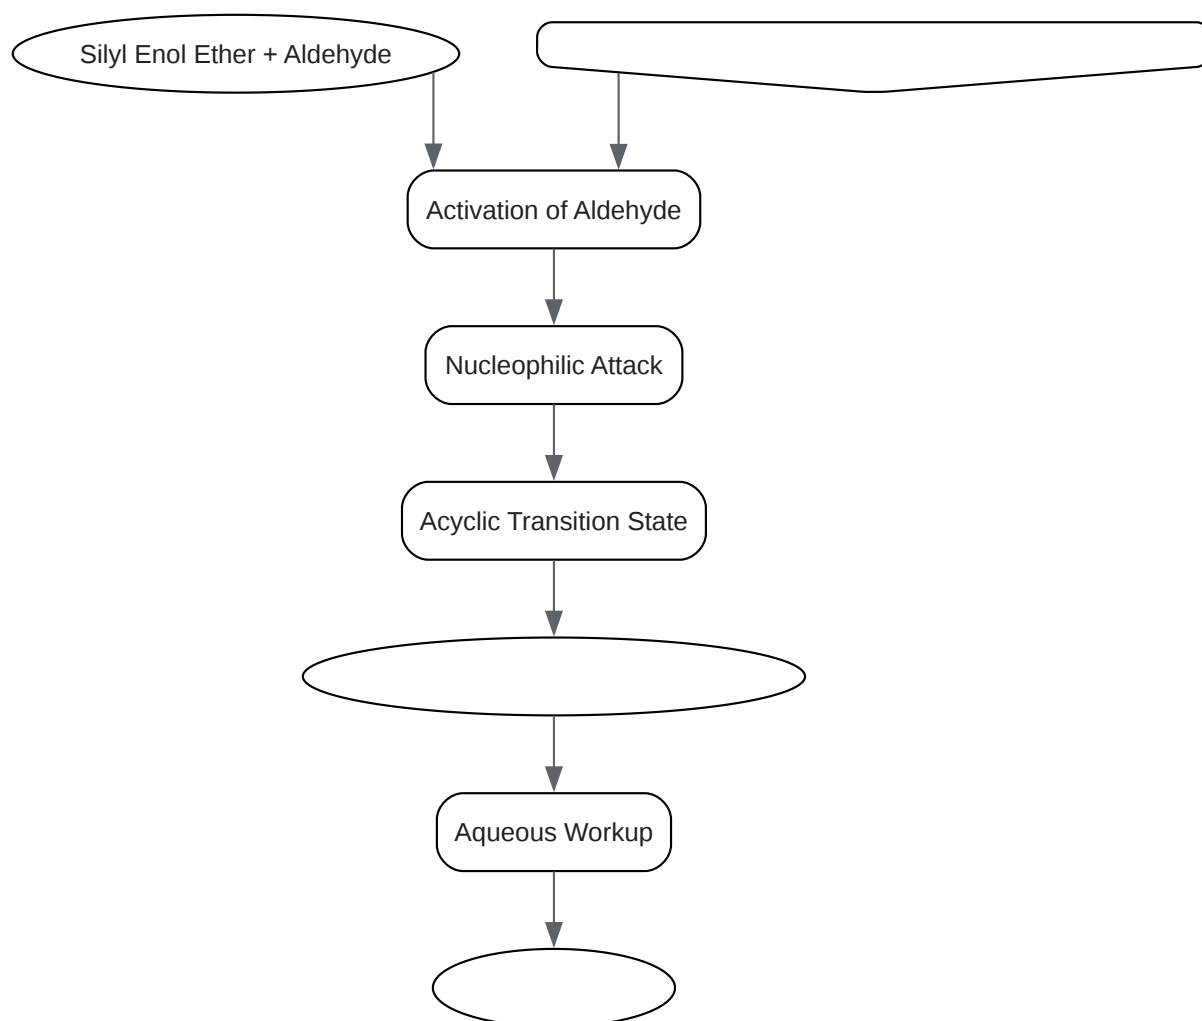 Silyl Enol Ether + Aldehyde
Activation of Aldehyde
Nucleophilic Attack
Acyclic Transition State
Aqueous Workup